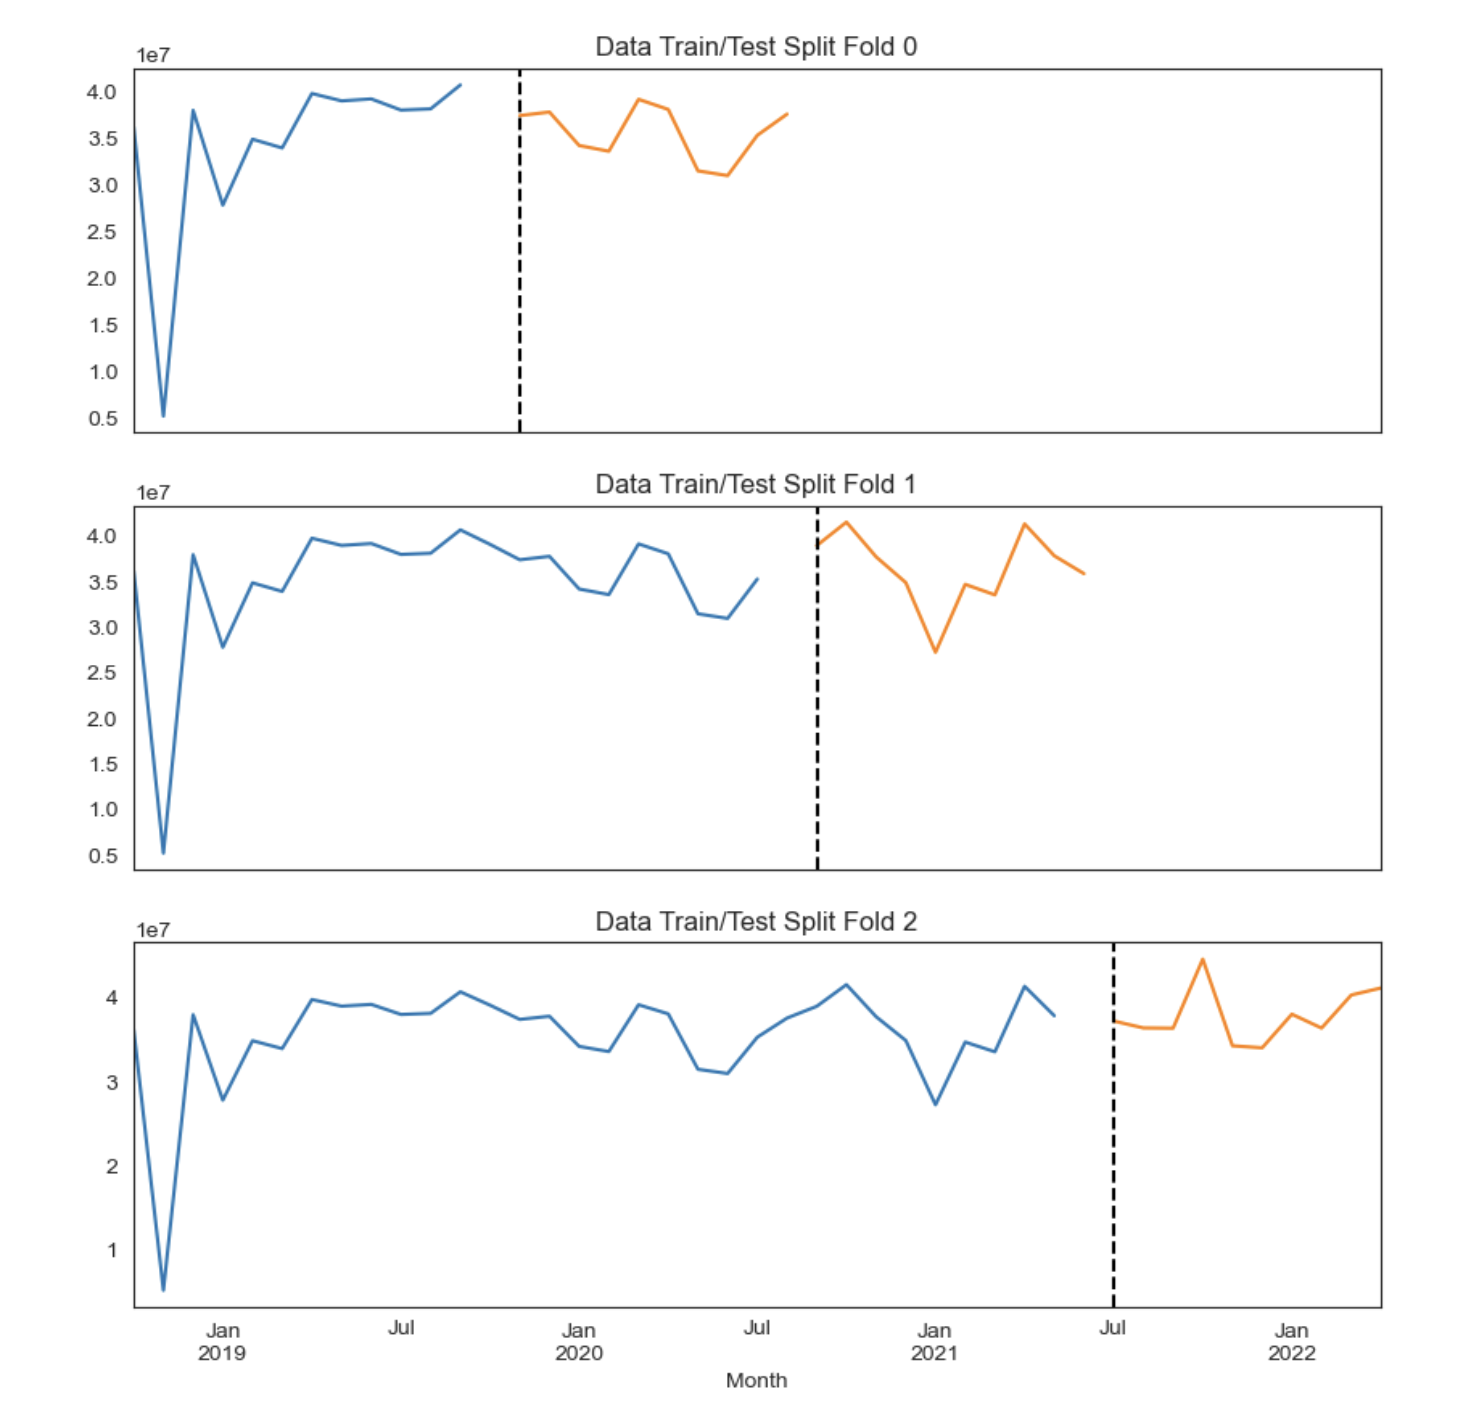 Data Train/Test Split Fold 0
1e7
4.0
3.5
3.0
2.5
2.0
1.5
1.0
0.5
Data Train/Test Split Fold 1
1e7
4.0
3.5
3.0
2.5
2.0
1.5
1.0
0.5
Data Train/Test Split Fold 2
1e7
4
3
2
1
Jan Jul Jan Jul Jan Jul Jan
2019 2020 2021 2022
Month